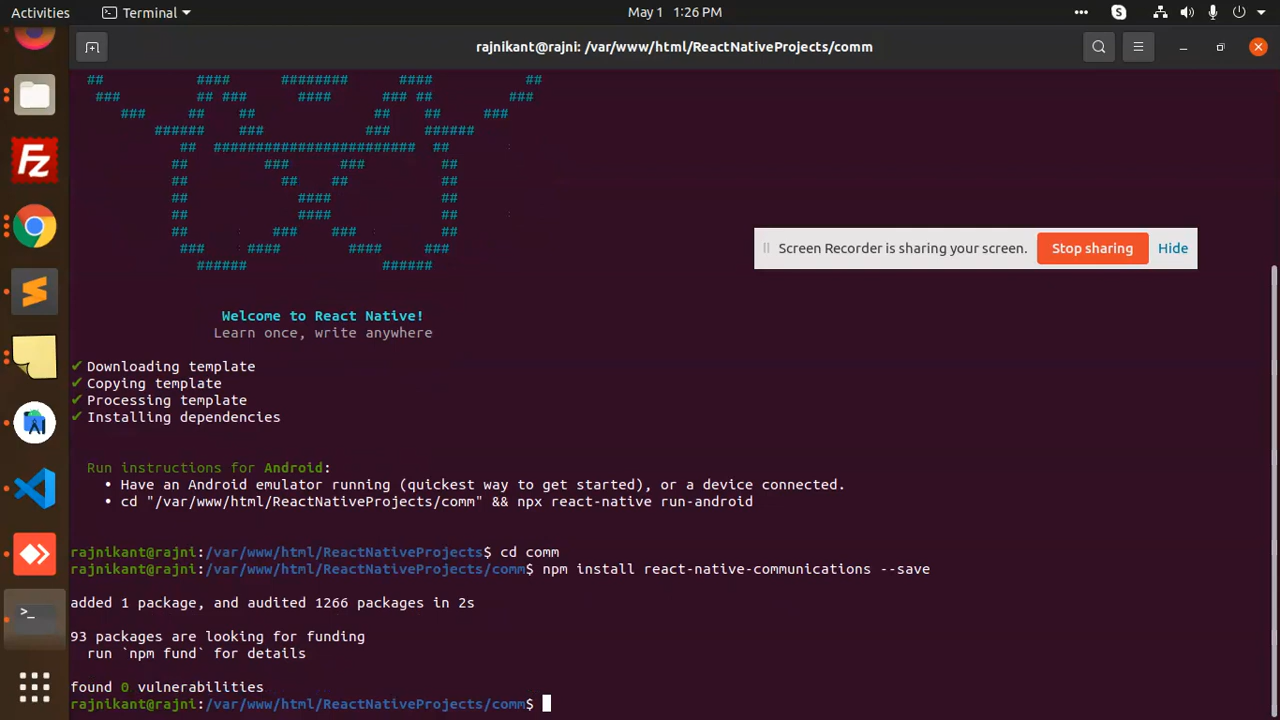 Activities
Terminal
May 1 1:26 PM
rajnikant@rajni: /var/www/html/ReactNativeProjects/comm
##           ####      ########      ####           ##
###         ## ###      ####      ### ##         ###
###     ##    ##              ##    ##     ###
######    ###            ###    ######
##  ########################  ##
##         ###      ###         ##
##           ##    ##           ##
##             ####             ##
##             ####             ##
##          ###    ###          ##
###     ####        ####     ###
######                ######
Screen Recorder is sharing your screen.
Stop sharing
Hide
Welcome to React Native!
Learn once, write anywhere
✔ Downloading template
✔ Copying template
✔ Processing template
✔ Installing dependencies
Run instructions for Android:
• Have an Android emulator running (quickest way to get started), or a device connected.
• cd "/var/www/html/ReactNativeProjects/comm" && npx react-native run-android
rajnikant@rajni:/var/www/html/ReactNativeProjects$ cd comm
rajnikant@rajni:/var/www/html/ReactNativeProjects/comm$ npm install react-native-communications --save
added 1 package, and audited 1266 packages in 2s
93 packages are looking for funding
run `npm fund` for details
found 0 vulnerabilities
rajnikant@rajni:/var/www/html/ReactNativeProjects/comm$